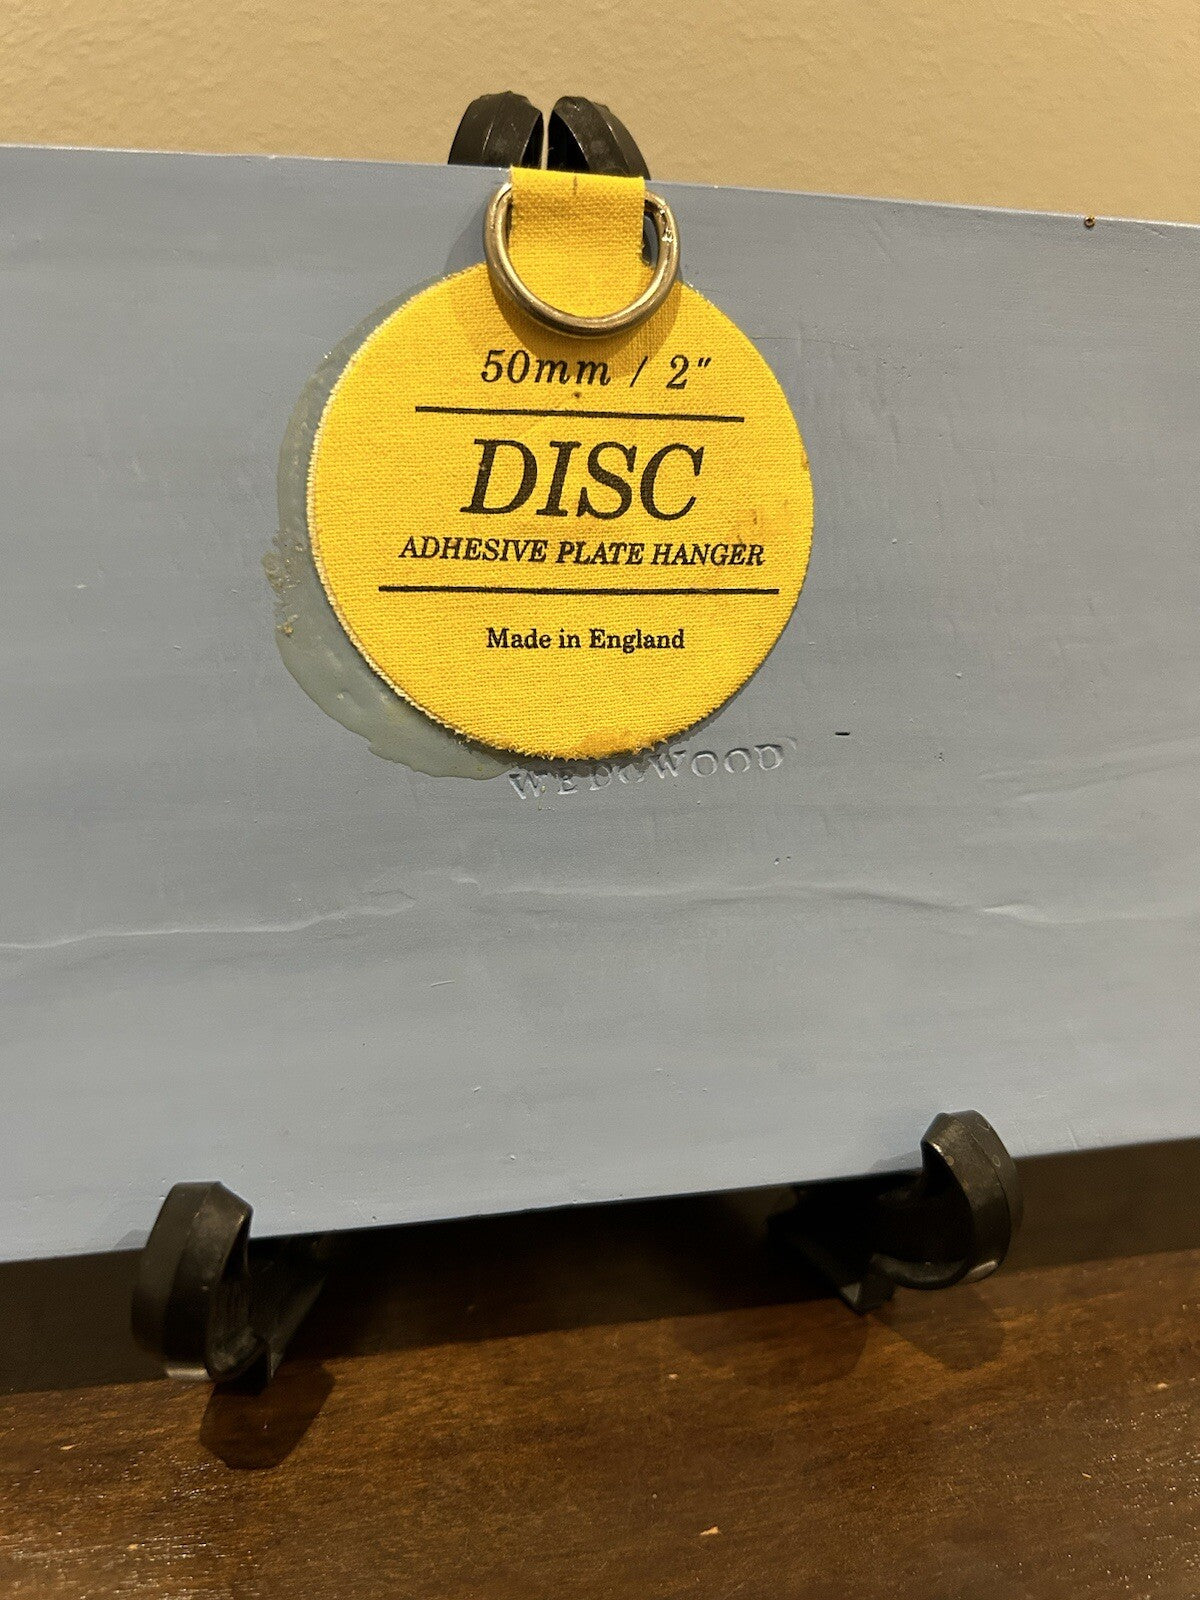 50mm / 2"
DISC
ADHESIVE PLATE HANGER
Made in England
WEDGWOOD